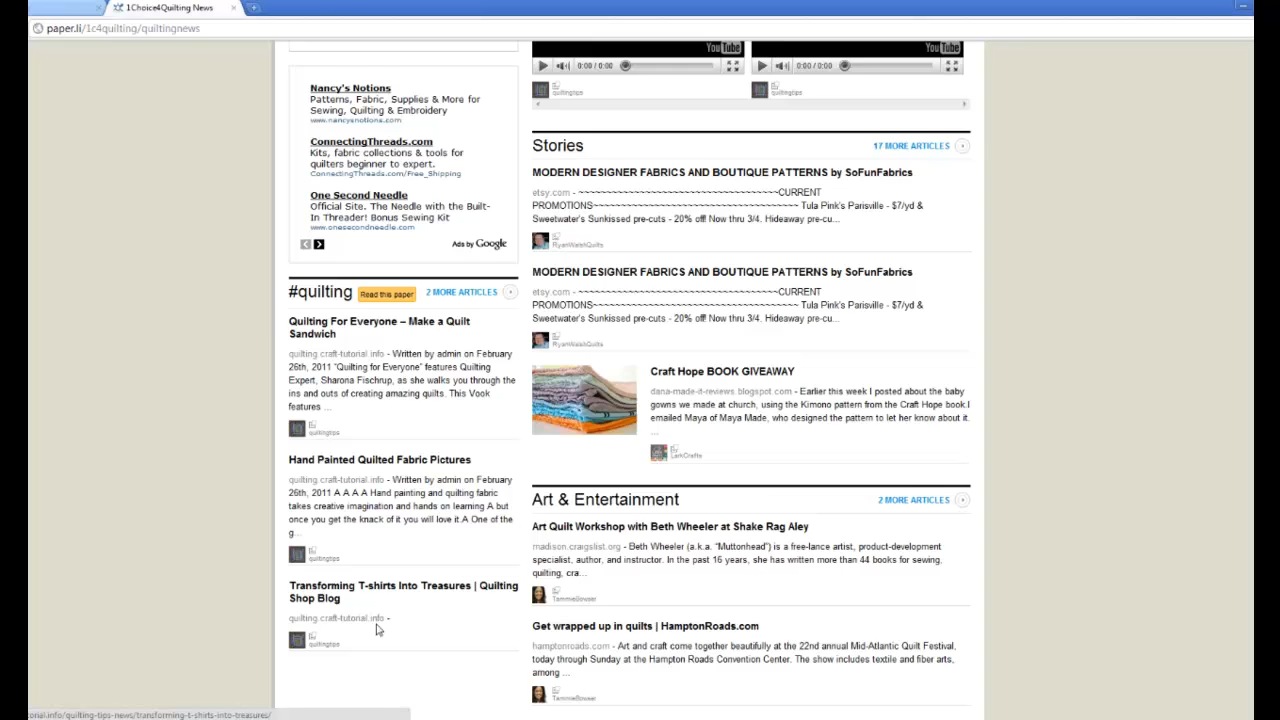 1Choice4Quilting News
paper.li/1c4quilting/quiltingnews
Nancy's Notions
Patterns, Fabric, Supplies & More for
Sewing, Quilting & Embroidery
www.nancysnotions.com
ConnectingThreads.com
Kits, fabric collections & tools for
quilters beginner to expert.
ConnectingThreads.com/Free_Shipping
One Second Needle
Official Site. The Needle with the Built-
In Threader! Bonus Sewing Kit
www.onesecondneedle.com
Ads by Google
#quilting Read this paper 2 MORE ARTICLES
Quilting For Everyone – Make a Quilt
Sandwich
quilting.craft-tutorial.info - Written by admin on February
26th, 2011 "Quilting for Everyone" features Quilting
Expert, Sharona Fischrup, as she walks you through the
ins and outs of creating amazing quilts. This Vook
features ...
quiltingtips
Hand Painted Quilted Fabric Pictures
quilting.craft-tutorial.info - Written by admin on February
26th, 2011 A A A A Hand painting and quilting fabric
takes creative imagination and hands on learning.A but
once you get the knack of it you will love it.A One of the
g...
quiltingtips
Transforming T-shirts Into Treasures | Quilting
Shop Blog
quilting.craft-tutorial.info -
quiltingtips
YouTube
0:00 / 0:00
quiltingtips
YouTube
0:00 / 0:00
quiltingtips
Stories 17 MORE ARTICLES
MODERN DESIGNER FABRICS AND BOUTIQUE PATTERNS by SoFunFabrics
etsy.com - ~~~~~~~~~~~~~~~~~~~~~~~~~~~~~~~~~~~~~CURRENT
PROMOTIONS~~~~~~~~~~~~~~~~~~~~~~~~~~~~~~~~~~~~~ Tula Pink's Parisville - $7/yd &
Sweetwater's Sunkissed pre-cuts - 20% off! Now thru 3/4. Hideaway pre-cu...
RyanWalshQuilts
MODERN DESIGNER FABRICS AND BOUTIQUE PATTERNS by SoFunFabrics
etsy.com - ~~~~~~~~~~~~~~~~~~~~~~~~~~~~~~~~~~~~~CURRENT
PROMOTIONS~~~~~~~~~~~~~~~~~~~~~~~~~~~~~~~~~~~~~ Tula Pink's Parisville - $7/yd &
Sweetwater's Sunkissed pre-cuts - 20% off! Now thru 3/4. Hideaway pre-cu...
RyanWalshQuilts
Craft Hope BOOK GIVEAWAY
dana-made-it-reviews.blogspot.com - Earlier this week I posted about the baby
gowns we made at church, using the Kimono pattern from the Craft Hope book.I
emailed Maya of Maya Made, who designed the pattern to let her know about it.
...
LarkCrafts
Art & Entertainment 2 MORE ARTICLES
Art Quilt Workshop with Beth Wheeler at Shake Rag Aley
madison.craigslist.org - Beth Wheeler (a.k.a. "Muttonhead") is a free-lance artist, product-development
specialist, author, and instructor. In the past 16 years, she has written more than 44 books for sewing,
quilting, cra...
TammieBowser
Get wrapped up in quilts | HamptonRoads.com
hamptonroads.com - Art and craft come together beautifully at the 22nd annual Mid-Atlantic Quilt Festival,
today through Sunday at the Hampton Roads Convention Center. The show includes textile and fiber arts,
among ...
TammieBowser
torial.info/quilting-tips-news/transforming-t-shirts-into-treasures/